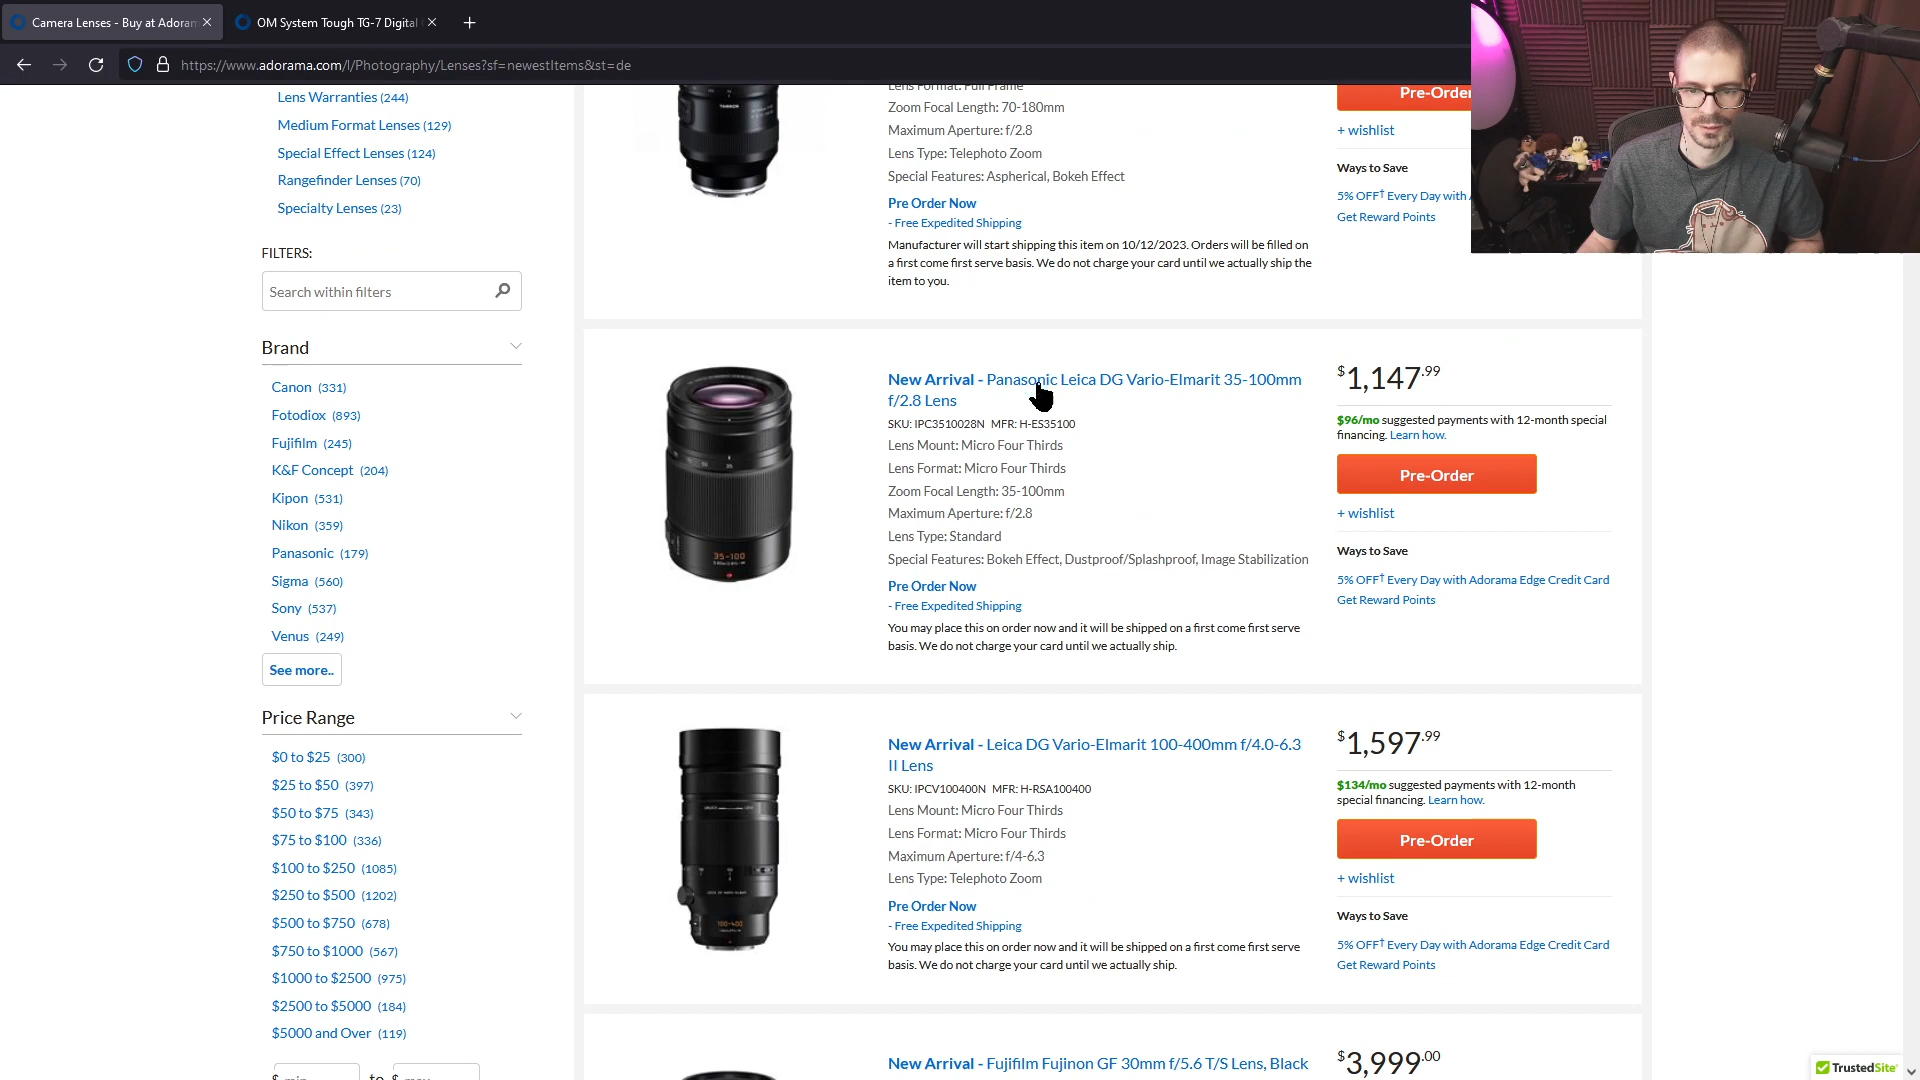 Camera Lenses - Buy at Adoram
OM System Tough TG-7 Digital
https://www.adorama.com/l/Photography/Lenses?sf=newestItems&st=de
Lens Warranties (244)
Medium Format Lenses (129)
Special Effect Lenses (124)
Rangefinder Lenses (70)
Specialty Lenses (23)
FILTERS:
Search within filters
Brand
Canon (331)
Fotodiox (893)
Fujifilm (245)
K&F Concept (204)
Kipon (531)
Nikon (359)
Panasonic (179)
Sigma (560)
Sony (537)
Venus (249)
See more..
Price Range
$0 to $25 (300)
$25 to $50 (397)
$50 to $75 (343)
$75 to $100 (336)
$100 to $250 (1085)
$250 to $500 (1202)
$500 to $750 (678)
$750 to $1000 (567)
$1000 to $2500 (975)
$2500 to $5000 (184)
$5000 and Over (119)
$ min to $ max
TAMRON
Lens Format: Full Frame
Zoom Focal Length: 70-180mm
Maximum Aperture: f/2.8
Lens Type: Telephoto Zoom
Special Features: Aspherical, Bokeh Effect
Pre Order Now
- Free Expedited Shipping
Manufacturer will start shipping this item on 10/12/2023. Orders will be filled on
a first come first serve basis. We do not charge your card until we actually ship the
item to you.
Pre-Order
+ wishlist
Ways to Save
5% OFF† Every Day with
Get Reward Points
35-100
New Arrival - Panasonic Leica DG Vario-Elmarit 35-100mm
f/2.8 Lens
SKU: IPC3510028N MFR: H-ES35100
Lens Mount: Micro Four Thirds
Lens Format: Micro Four Thirds
Zoom Focal Length: 35-100mm
Maximum Aperture: f/2.8
Lens Type: Standard
Special Features: Bokeh Effect, Dustproof/Splashproof, Image Stabilization
Pre Order Now
- Free Expedited Shipping
You may place this on order now and it will be shipped on a first come first serve
basis. We do not charge your card until we actually ship.
$1,147.99
$96/mo suggested payments with 12-month special
financing. Learn how.
Pre-Order
+ wishlist
Ways to Save
5% OFF† Every Day with Adorama Edge Credit Card
Get Reward Points
100-400
New Arrival - Leica DG Vario-Elmarit 100-400mm f/4.0-6.3
II Lens
SKU: IPCV100400N MFR: H-RSA100400
Lens Mount: Micro Four Thirds
Lens Format: Micro Four Thirds
Maximum Aperture: f/4-6.3
Lens Type: Telephoto Zoom
Pre Order Now
- Free Expedited Shipping
You may place this on order now and it will be shipped on a first come first serve
basis. We do not charge your card until we actually ship.
$1,597.99
$134/mo suggested payments with 12-month
special financing. Learn how.
Pre-Order
+ wishlist
Ways to Save
5% OFF† Every Day with Adorama Edge Credit Card
Get Reward Points
New Arrival - Fujifilm Fujinon GF 30mm f/5.6 T/S Lens, Black
$3,999.00
TrustedSite